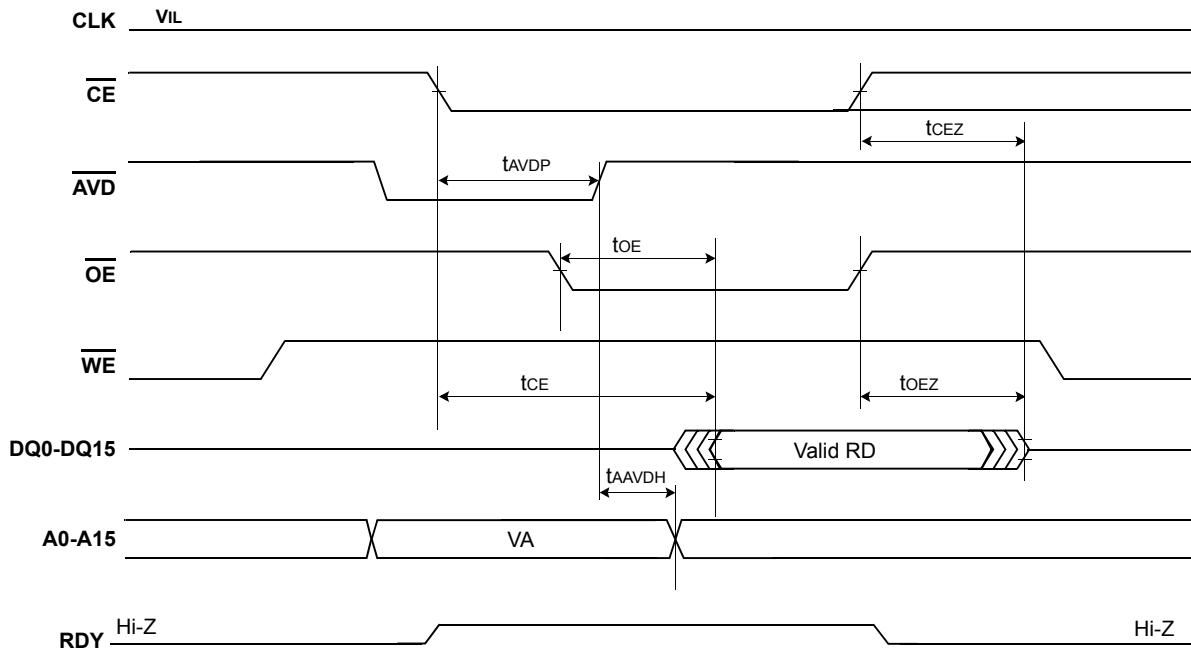 CLK VIL
CE
tCEZ
tAVDP
AVD
tOE
OE
WE
tCE tOEZ
DQ0-DQ15 Valid RD
tAAVDH
A0-A15 VA
Hi-Z Hi-Z
RDY